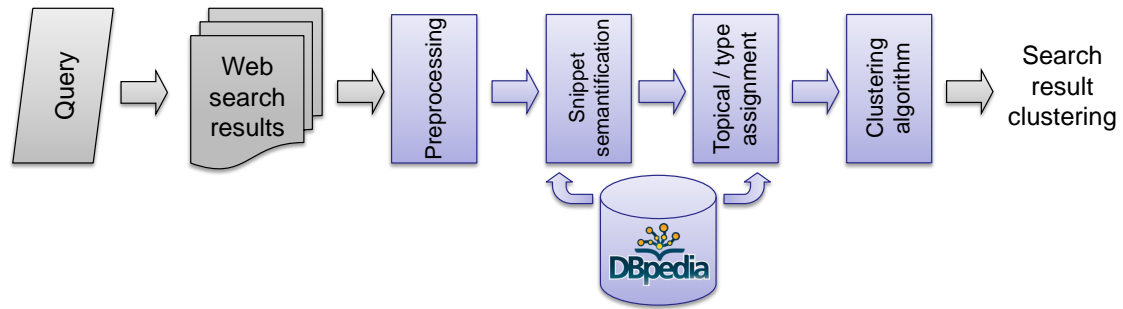 Query
Web
search
results
Preprocessing
Snippet
semantification
Topical / type
assignment
Clustering
algorithm
Search
result
clustering
DBpedia